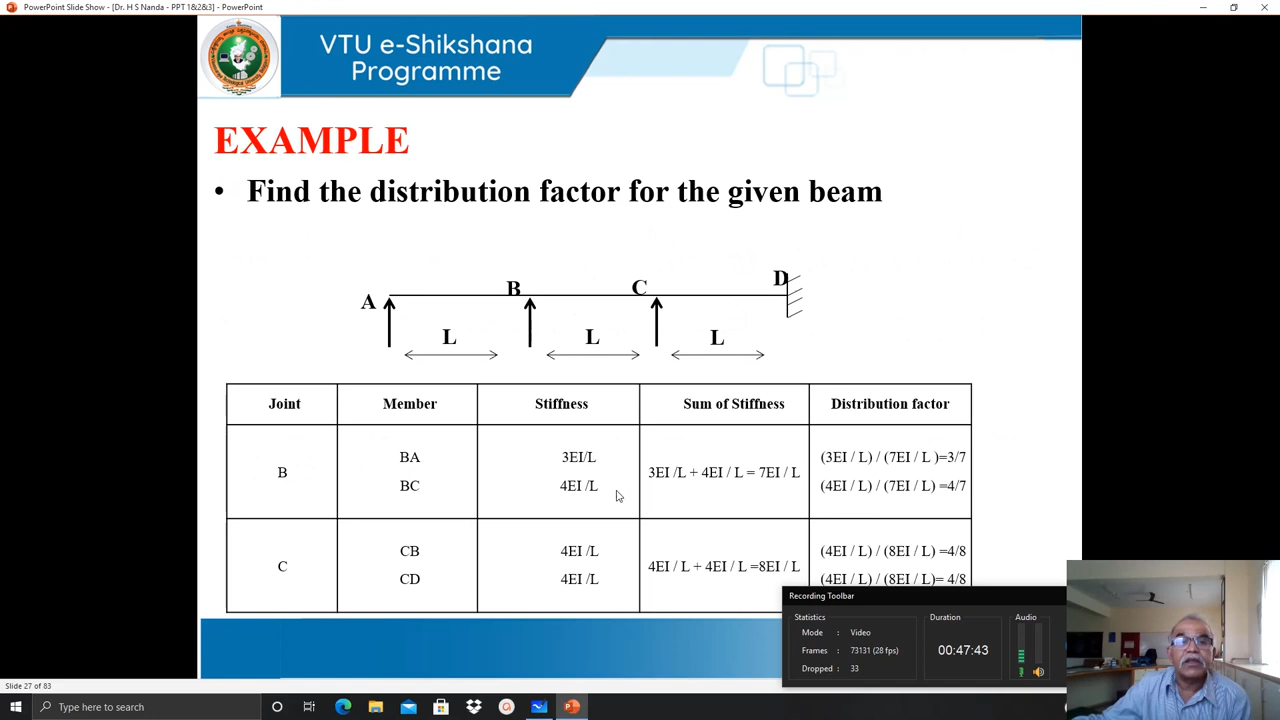 PowerPoint Slide Show - [Dr. H S Nanda - PPT 1&2&3] - PowerPoint
VTU e-Shikshana
Programme
EXAMPLE
• Find the distribution factor for the given beam
A B C D
L L L
Joint Member Stiffness Sum of Stiffness Distribution factor
B BA 3EI/L 3EI /L + 4EI / L = 7EI / L (3EI / L) / (7EI / L )=3/7
BC 4EI /L (4EI / L) / (7EI / L) =4/7
C CB 4EI /L 4EI / L + 4EI / L =8EI / L (4EI / L) / (8EI / L) =4/8
CD 4EI /L (4EI / L) / (8EI / L)= 4/8
Recording Toolbar
Statistics Duration Audio
Mode : Video
Frames : 73131 (28 fps) 00:47:43
Dropped : 33
Slide 27 of 83
Type here to search